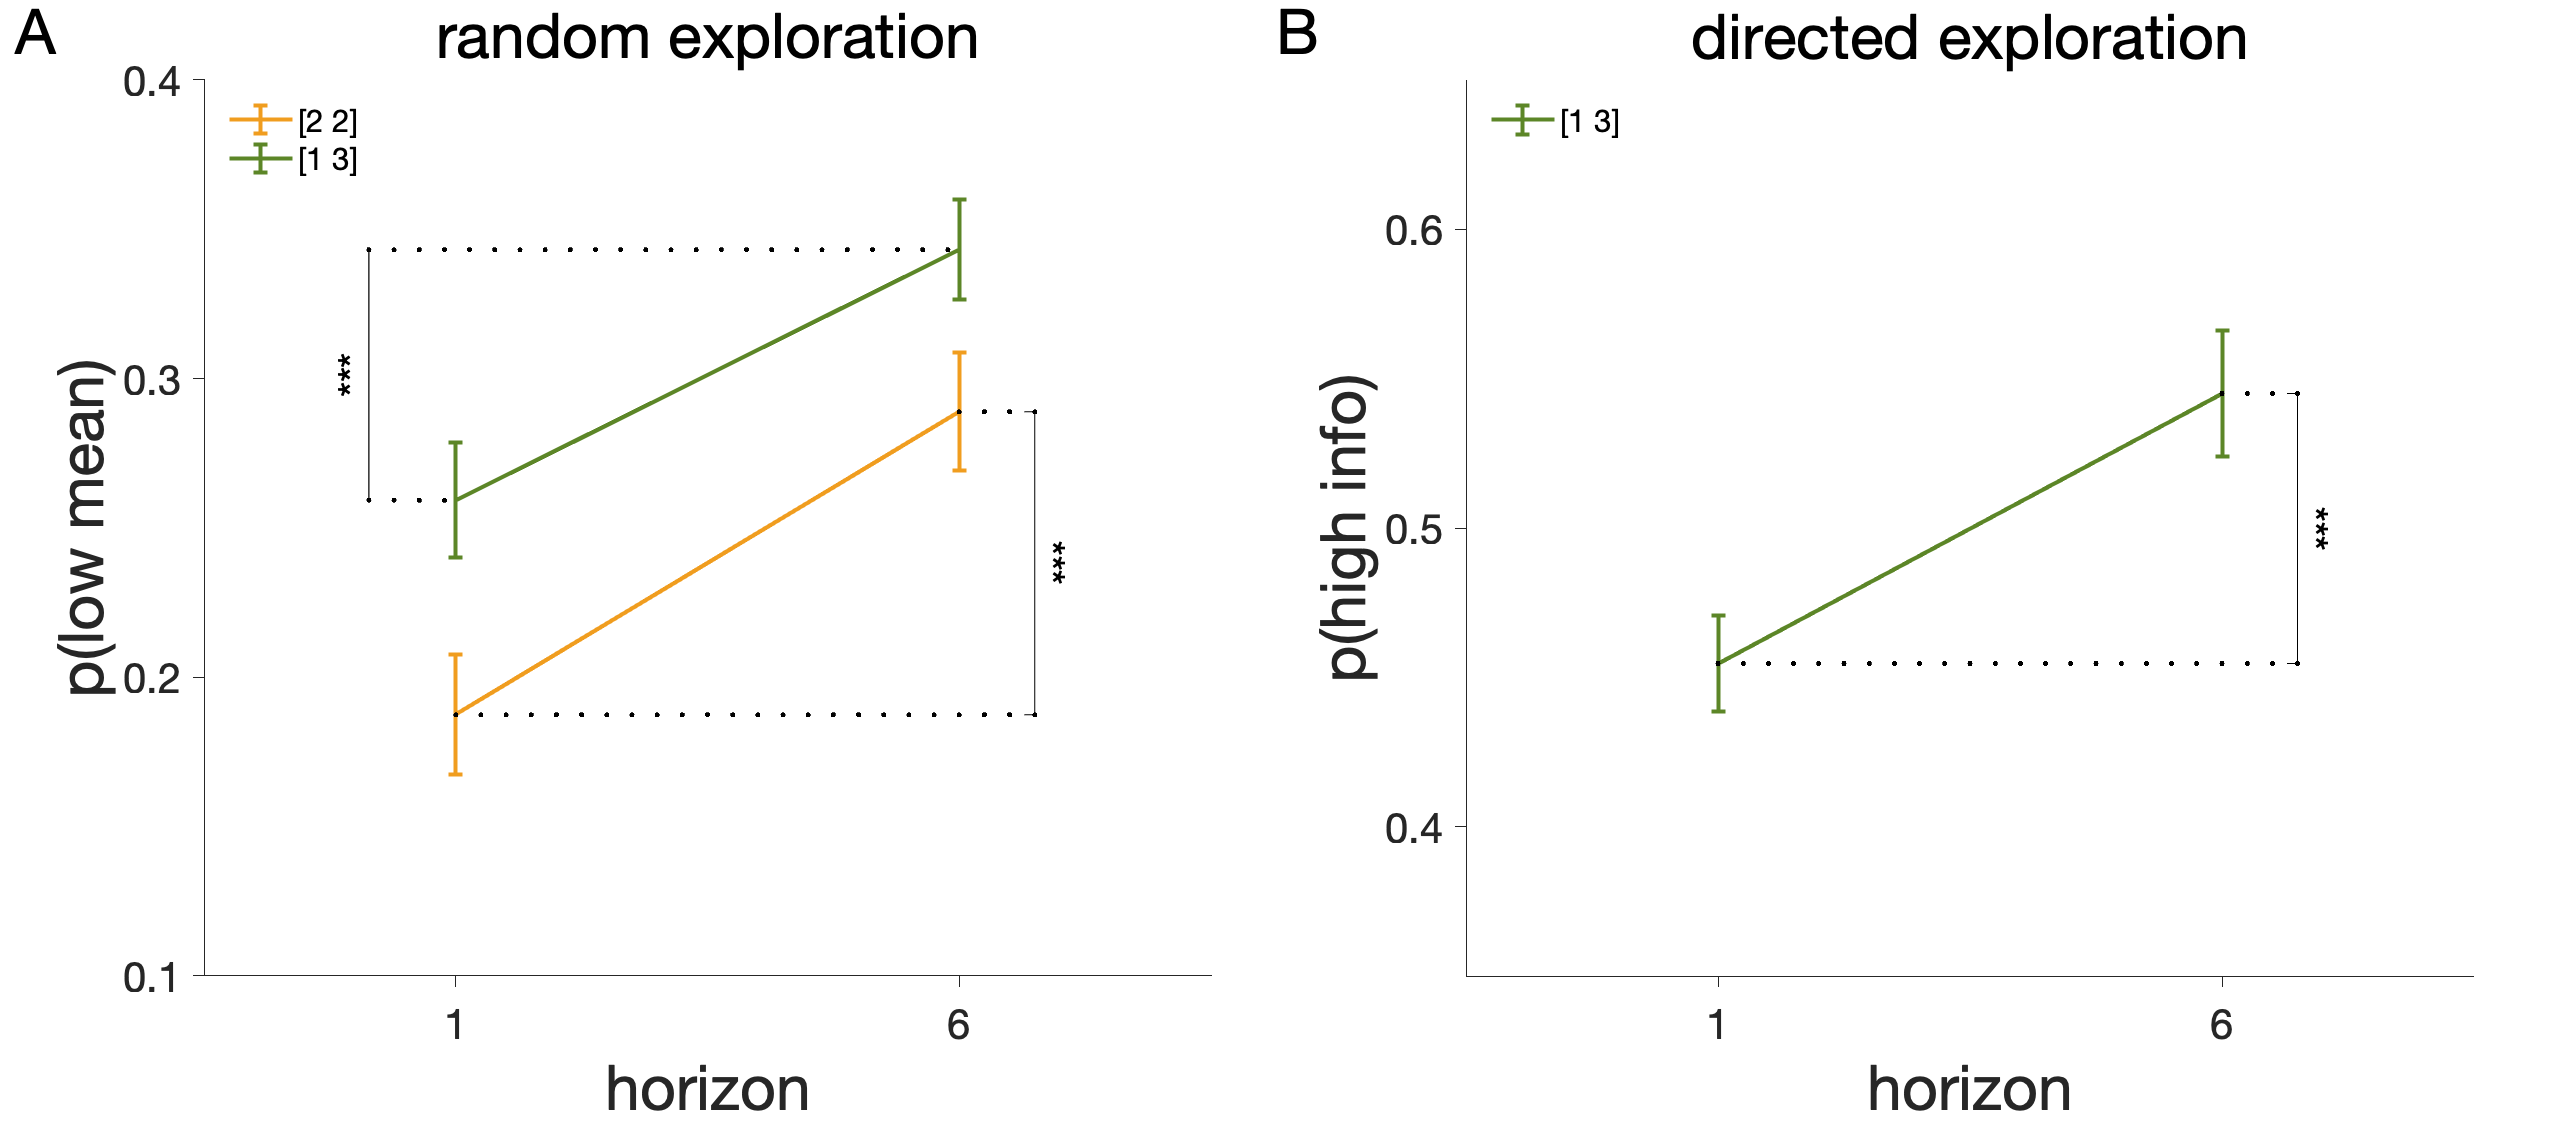 A
random exploration
0.4
0.3
0.2
0.1
[2 2]
[1 3]
***
***
p(low mean)
1
6
horizon
B
directed exploration
0.6
0.5
0.4
[1 3]
***
p(high info)
1
6
horizon